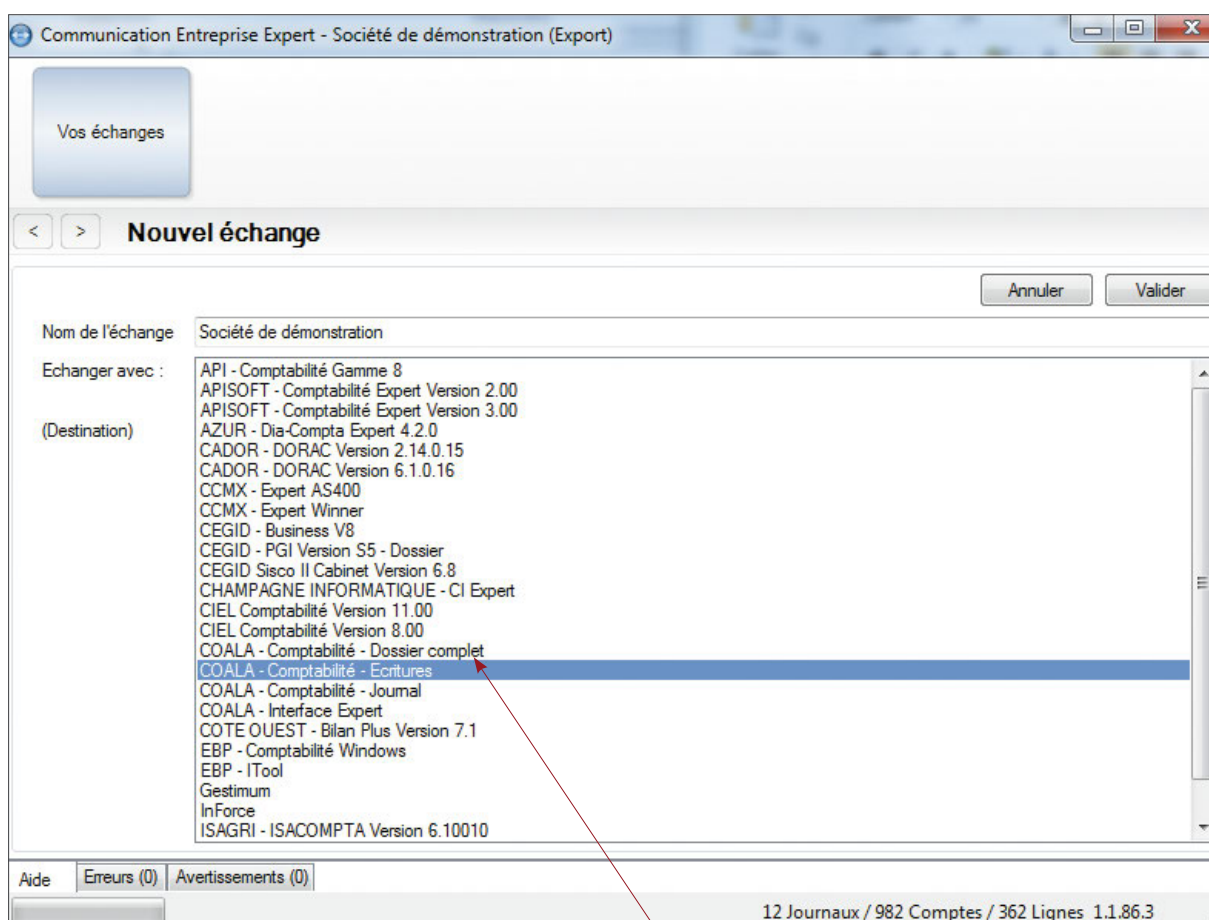 Communication Entreprise Expert - Société de démonstration (Export)
Vos échanges
< > Nouvel échange
Annuler Valider
Nom de l'échange Société de démonstration
Echanger avec :
(Destination)
API - Comptabilité Gamme 8
APISOFT - Comptabilité Expert Version 2.00
APISOFT - Comptabilité Expert Version 3.00
AZUR - Dia-Compta Expert 4.2.0
CADOR - DORAC Version 2.14.0.15
CADOR - DORAC Version 6.1.0.16
CCMX - Expert AS400
CCMX - Expert Winner
CEGID - Business V8
CEGID - PGI Version S5 - Dossier
CEGID Sisco II Cabinet Version 6.8
CHAMPAGNE INFORMATIQUE - CI Expert
CIEL Comptabilité Version 11.00
CIEL Comptabilité Version 8.00
COALA - Comptabilité - Dossier complet
COALA - Comptabilité - Ecritures
COALA - Comptabilité - Journal
COALA - Interface Expert
COTE OUEST - Bilan Plus Version 7.1
EBP - Comptabilité Windows
EBP - ITool
Gestimum
InForce
ISAGRI - ISACOMPTA Version 6.10010
Aide Erreurs (0) Avertissements (0)
12 Journaux / 982 Comptes / 362 Lignes 1.1.86.3